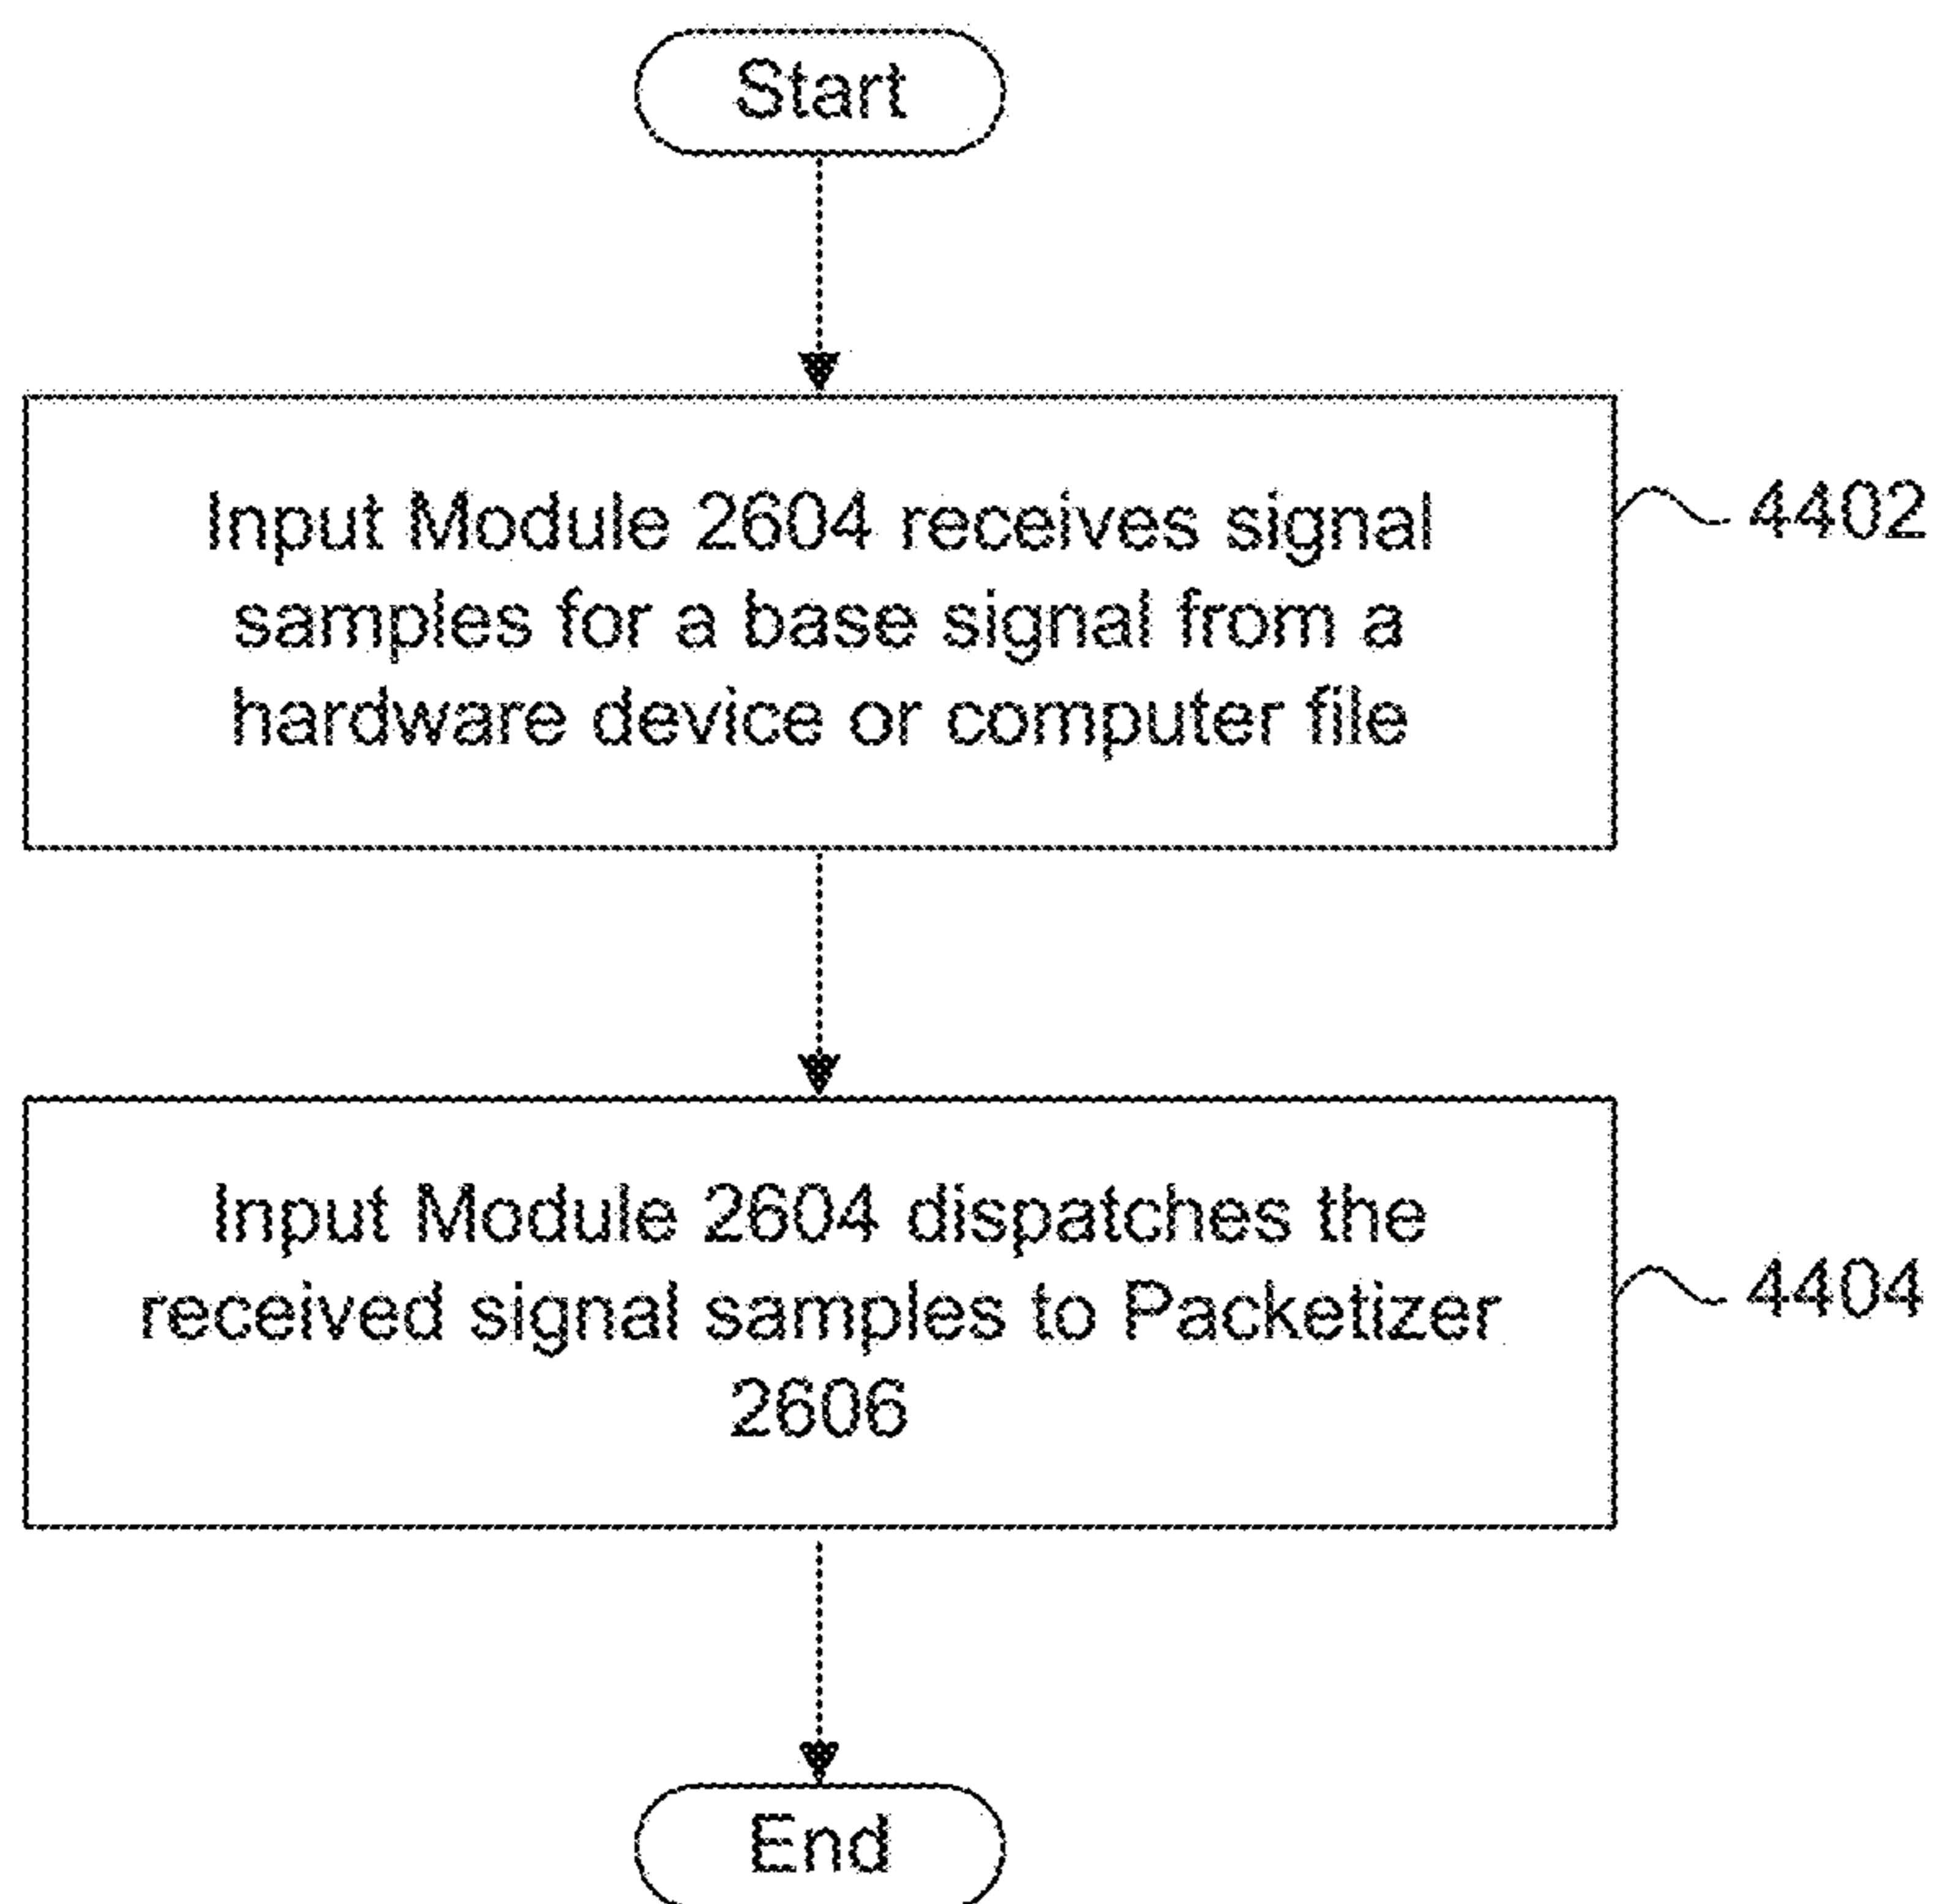 Start
Input Module 2604 receives signal
samples for a base signal from a
hardware device or computer file
4402
Input Module 2604 dispatches the
received signal samples to Packetizer
2606
4404
End